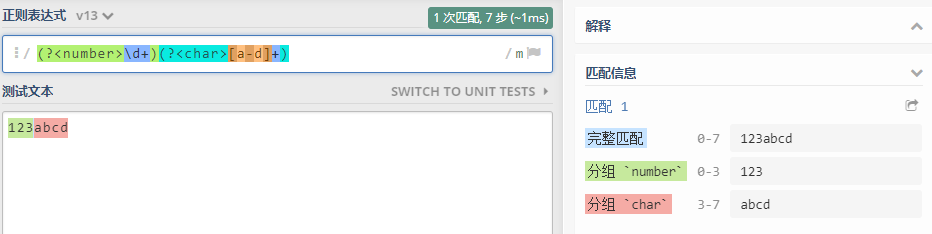 正则表达式 v13
1 次匹配, 7 步 (~1ms)
/ (?<number>\d+)(?<char>[a-d]+) / m
测试文本
SWITCH TO UNIT TESTS
123abcd
解释
匹配信息
匹配 1
完整匹配 0-7 123abcd
分组 `number` 0-3 123
分组 `char` 3-7 abcd